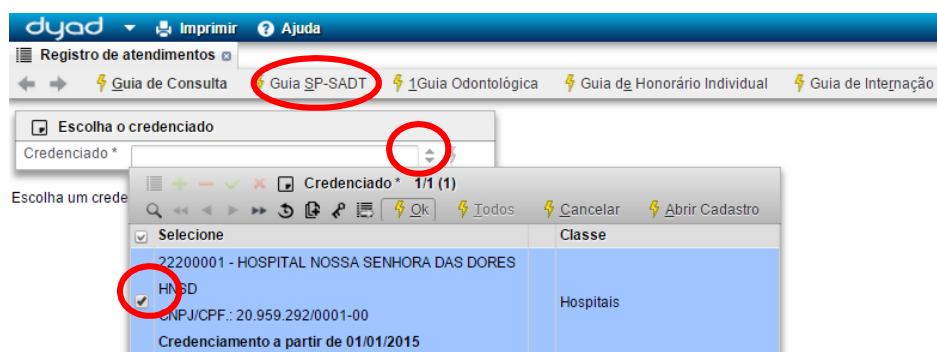 dyad Imprimir Ajuda
Registro de atendimentos
Guia de Consulta Guia SP-SADT 1Guia Odontológica Guia de Honorário Individual Guia de Internação
Escolha o credenciado
Credenciado *
Escolha um crede
Credenciado * 1/1 (1)
Ok Todos Cancelar Abrir Cadastro
Selecione Classe
22200001 - HOSPITAL NOSSA SENHORA DAS DORES
HNSD
CNPJ/CPF.: 20.959.292/0001-00
Hospitais
Credenciamento a partir de 01/01/2015